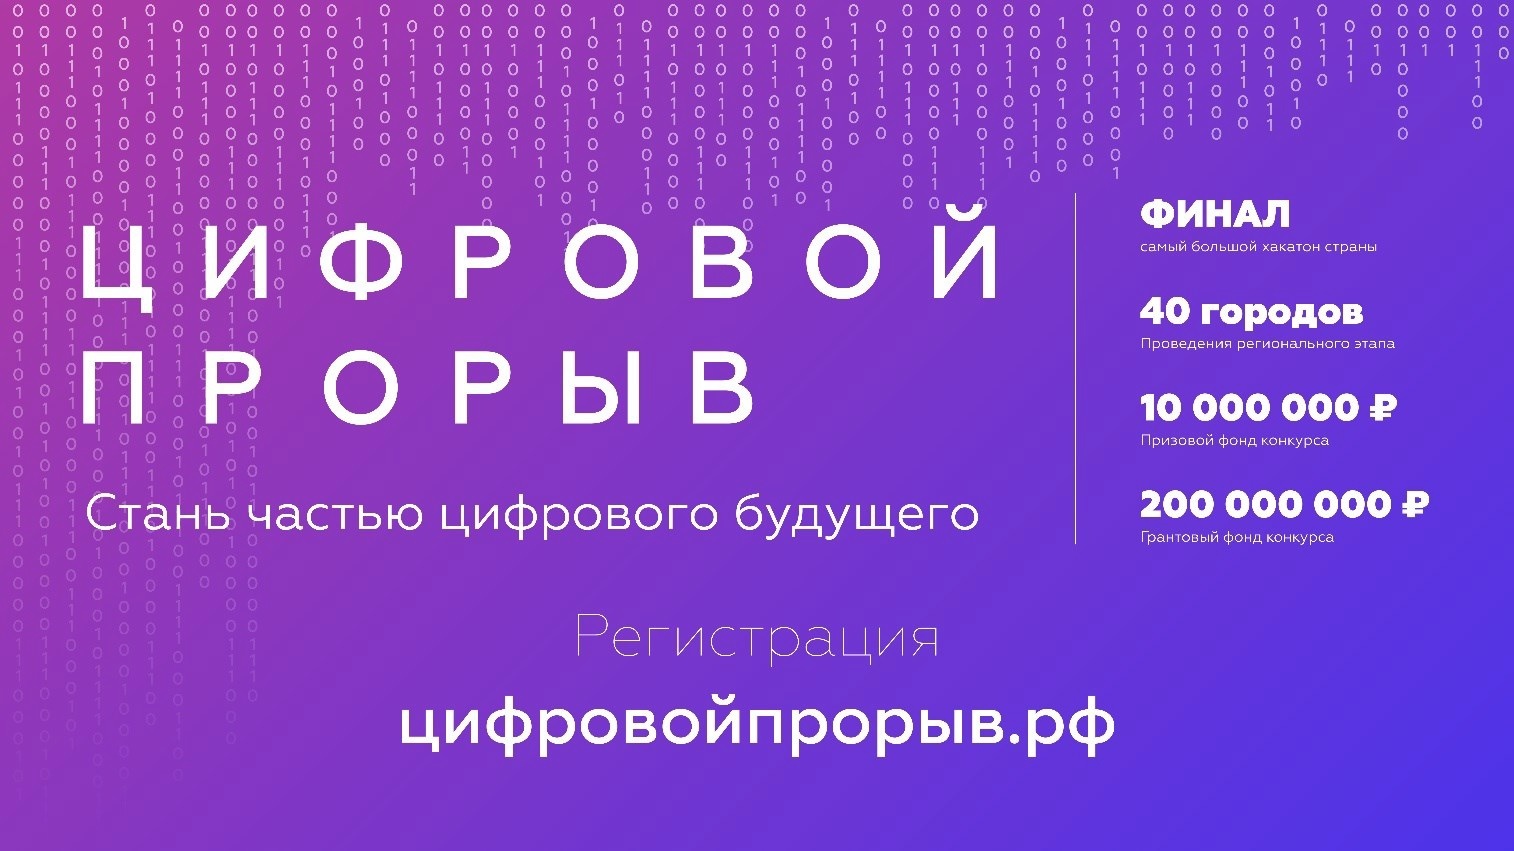 ЦИФРОВОЙ
ПРОРЫВ
Стань частью цифрового будущего
ФИНАЛ
самый большой хакатон страны
40 городов
Проведения регионального этапа
10 000 000 ₽
Призовой фонд конкурса
200 000 000 ₽
Грантовый фонд конкурса
Регистрация
цифровойпрорыв.рф